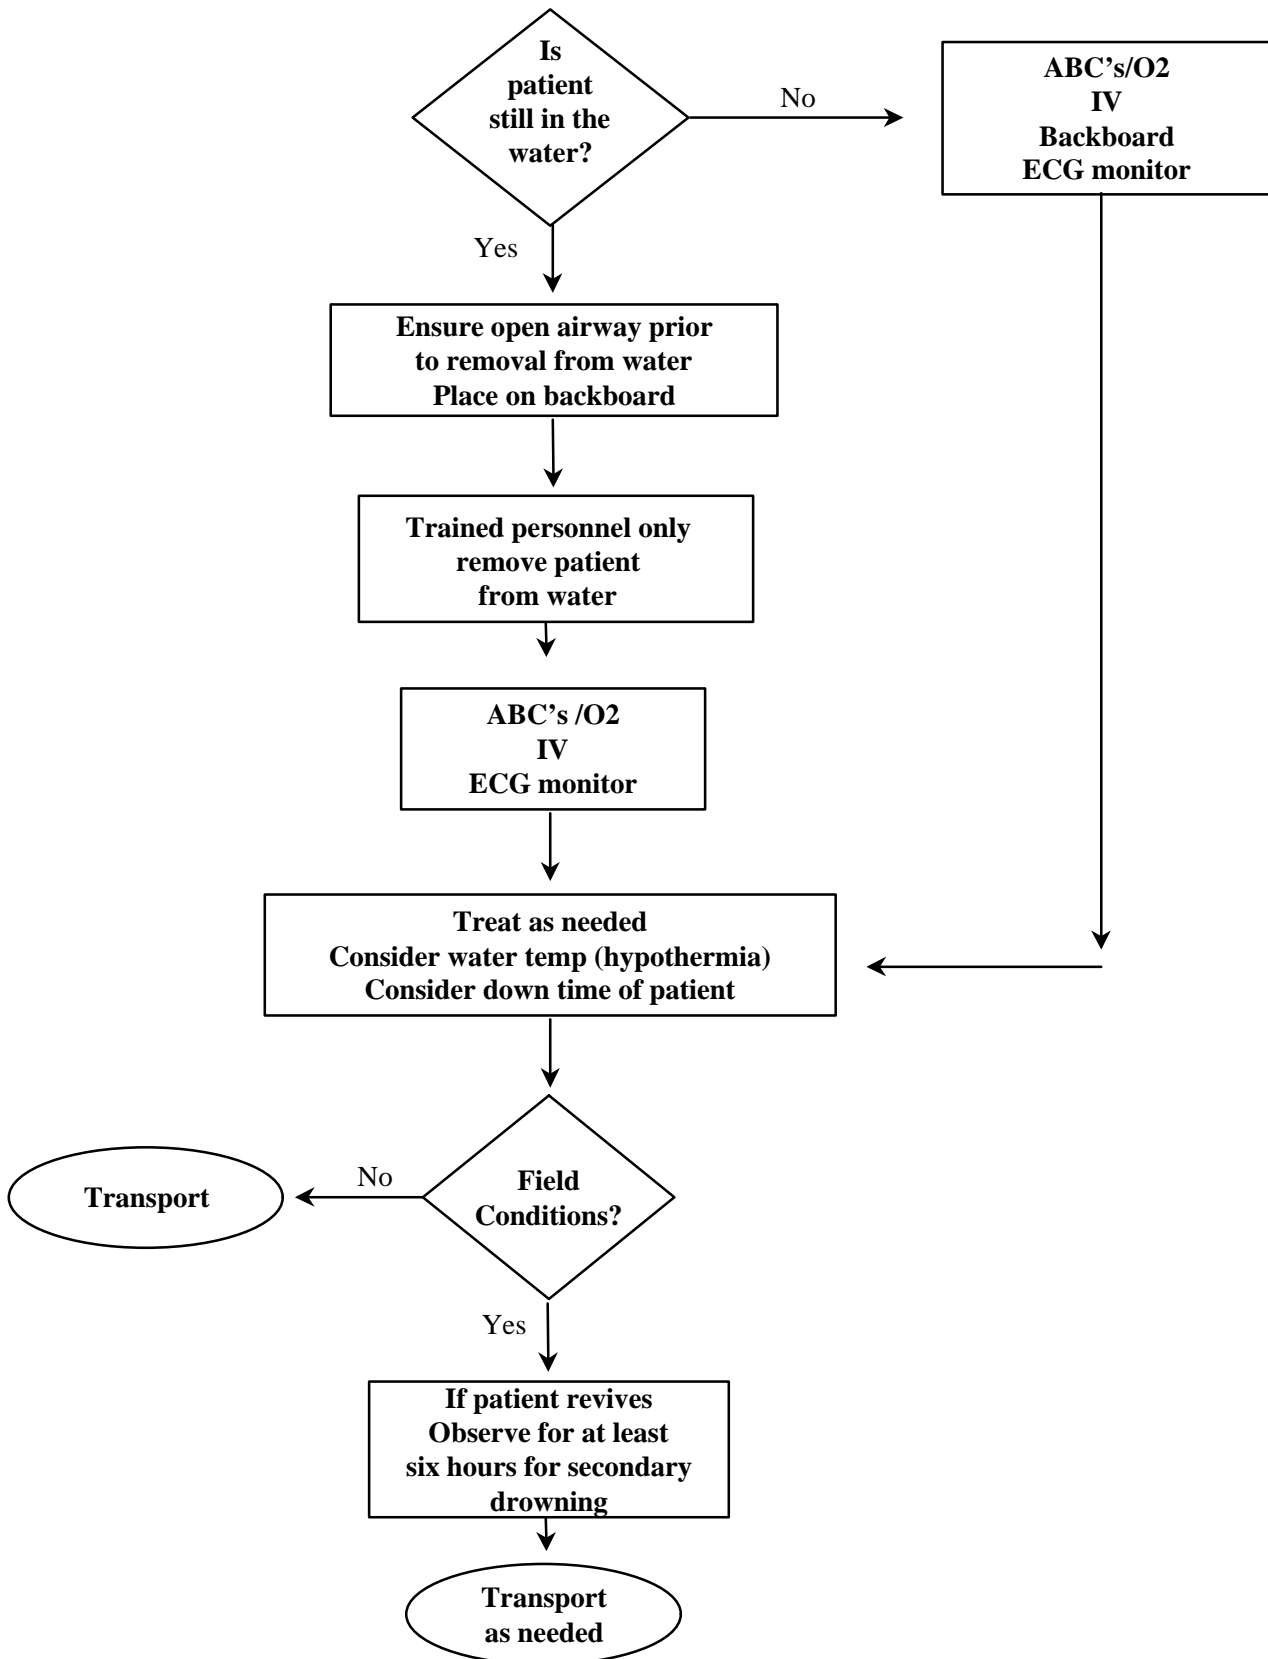 Is
patient
still in the
water?
No
ABC’s/O2
IV
Backboard
ECG monitor
Yes
Ensure open airway prior
to removal from water
Place on backboard
Trained personnel only
remove patient
from water
ABC’s /O2
IV
ECG monitor
Treat as needed
Consider water temp (hypothermia)
Consider down time of patient
Field
Conditions?
No
Transport
Yes
If patient revives
Observe for at least
six hours for secondary
drowning
Transport
as needed